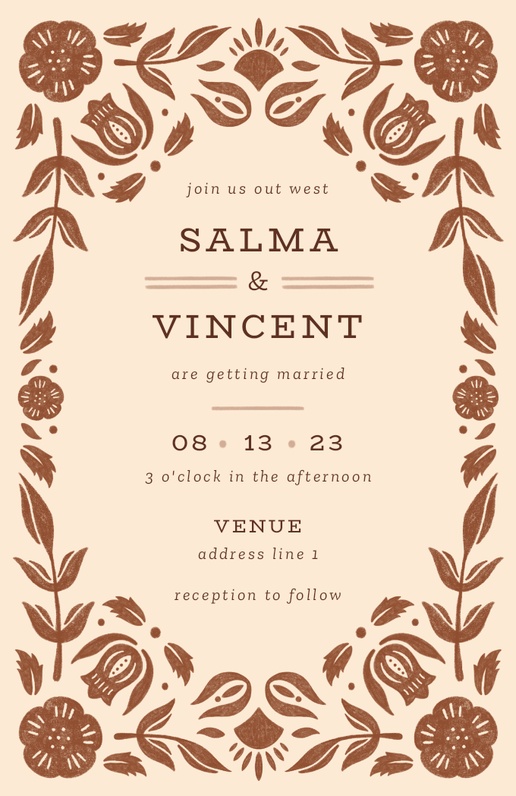 join us out west
SALMA
&
VINCENT
are getting married
08 • 13 • 23
3 o'clock in the afternoon
VENUE
address line 1
reception to follow